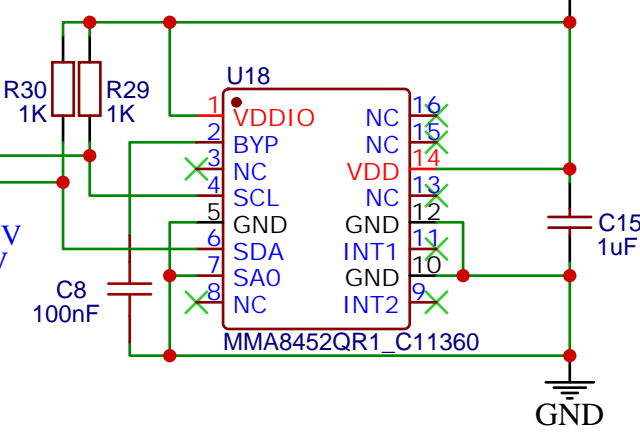 U18
R30
1K
R29
1K
1
VDDIO
2
BYP
3
NC
4
SCL
5
GND
6
SDA
7
SA0
8
NC
16
NC
15
NC
14
VDD
13
NC
12
GND
11
INT1
10
GND
9
INT2
C15
1uF
V
V
C8
100nF
MMA8452QR1_C11360
GND